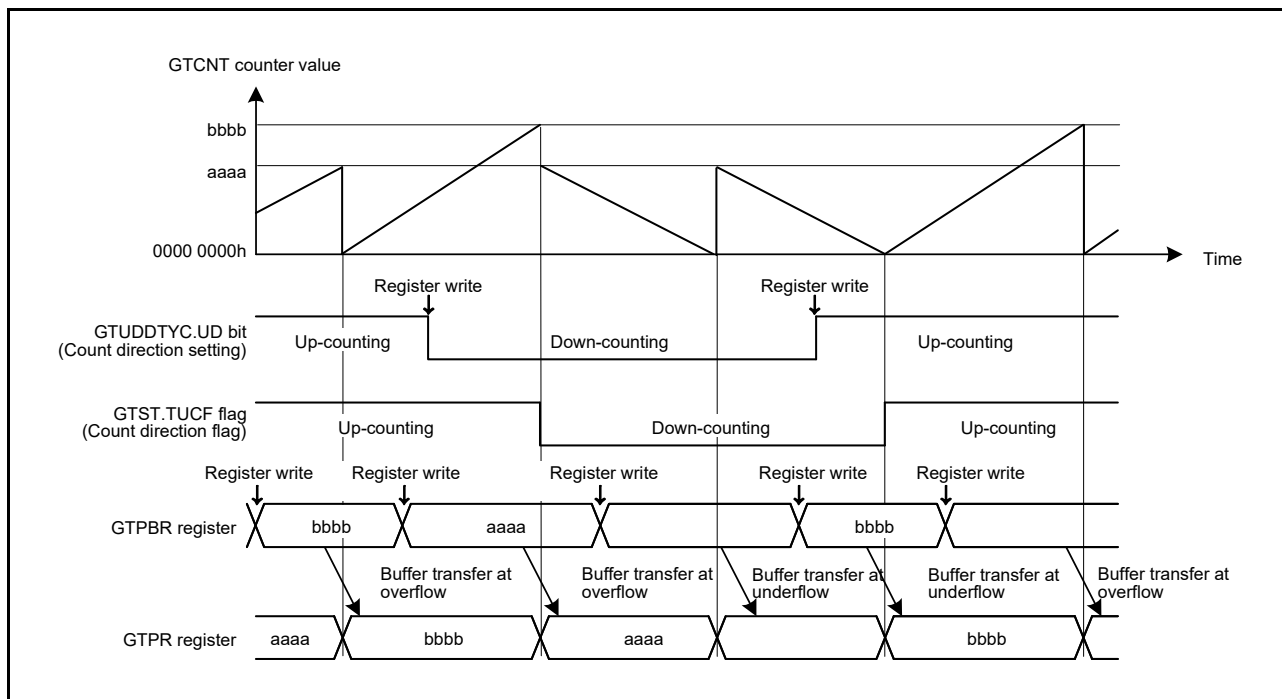 GTCNT counter value
bbbb
aaaa
0000 0000h
Time
Register write
Register write
GTUDDTYC.UD bit
(Count direction setting)
Up-counting
Down-counting
Up-counting
GTST.TUCF flag
(Count direction flag)
Up-counting
Down-counting
Up-counting
Register write
Register write
Register write
Register write
Register write
GTPBR register
bbbb
aaaa
bbbb
Buffer transfer at
overflow
Buffer transfer at
overflow
Buffer transfer at
underflow
Buffer transfer at
underflow
Buffer transfer at
overflow
GTPR register
aaaa
bbbb
aaaa
bbbb